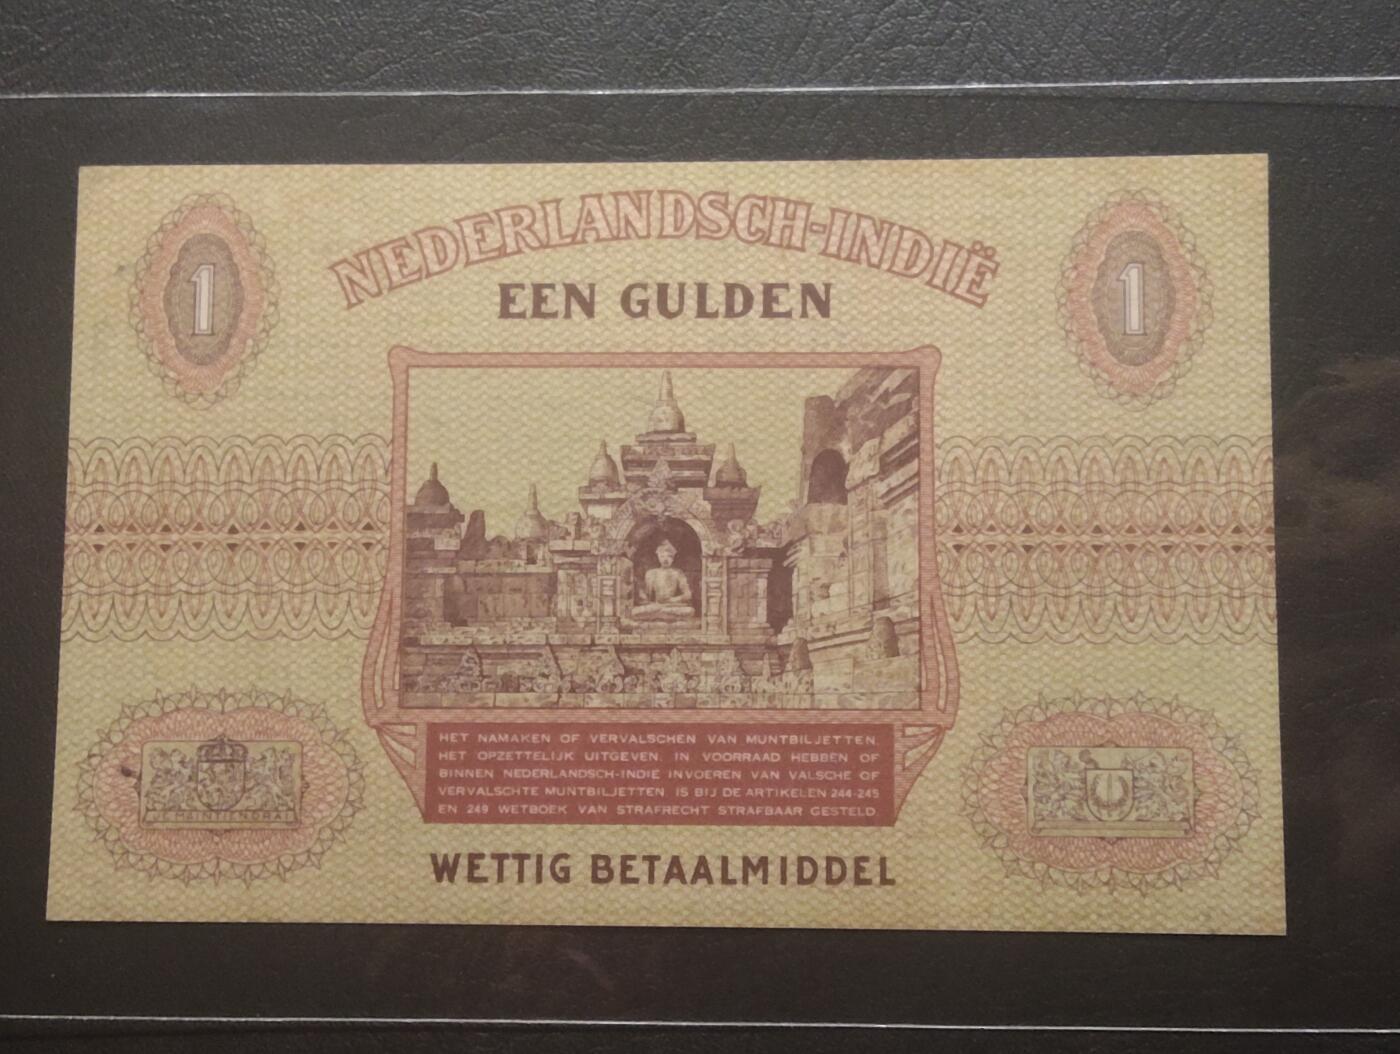 NEDERLANDSCH-INDIË
1
1
EEN GULDEN
HET NAMAKEN OF VERVALSCHEN VAN MUNTBILJETTEN,
HET OPZETTELIJK UITGEVEN, IN VOORRAAD HEBBEN OF
BINNEN NEDERLANDSCH-INDIE INVOEREN VAN VALSCHE OF
VERVALSCHTE MUNTBILJETTEN, IS BIJ DE ARTIKELEN 244-245
EN 249 WETBOEK VAN STRAFRECHT STRAFBAAR GESTELD.
JE MAINTIENDRAI
WETTIG BETAALMIDDEL